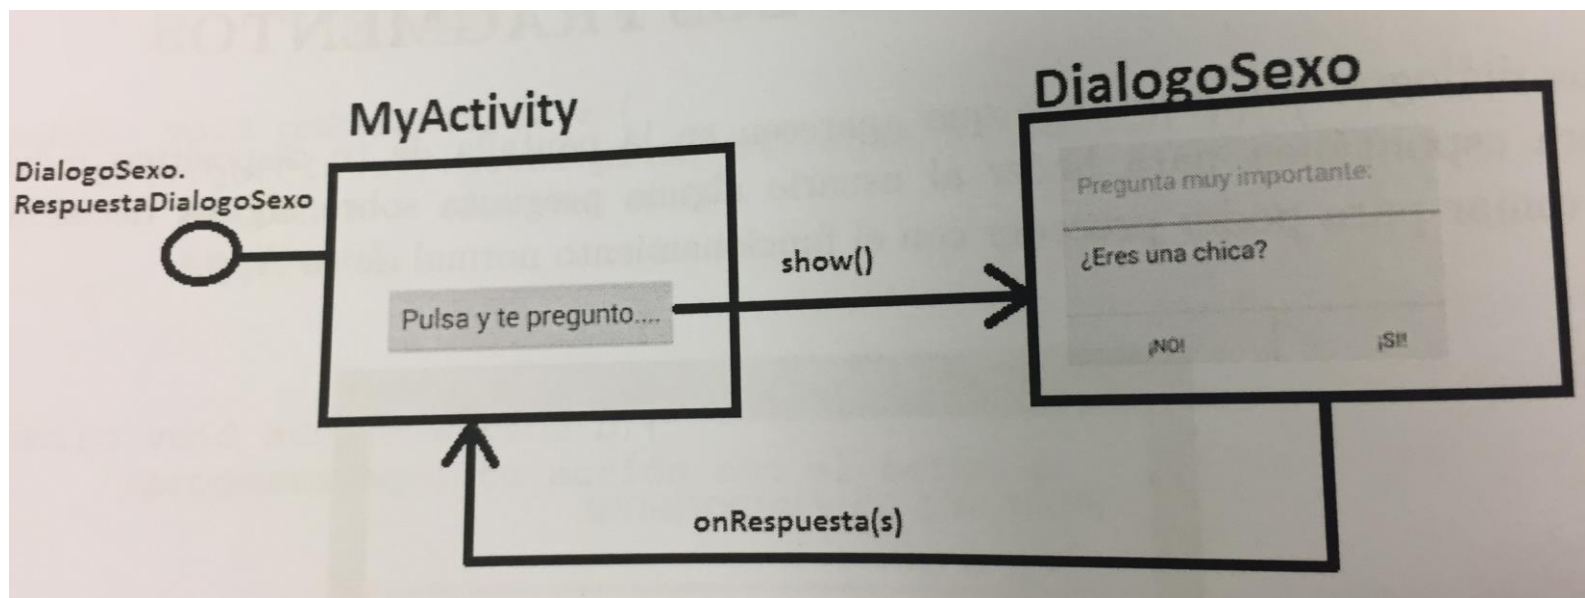 MyActivity
DialogoSexo
DialogoSexo.
RespuestaDialogoSexo
Pulsa y te pregunto....
show()
Pregunta muy importante:
¿Eres una chica?
¡NO!
¡SI!
onRespuesta(s)